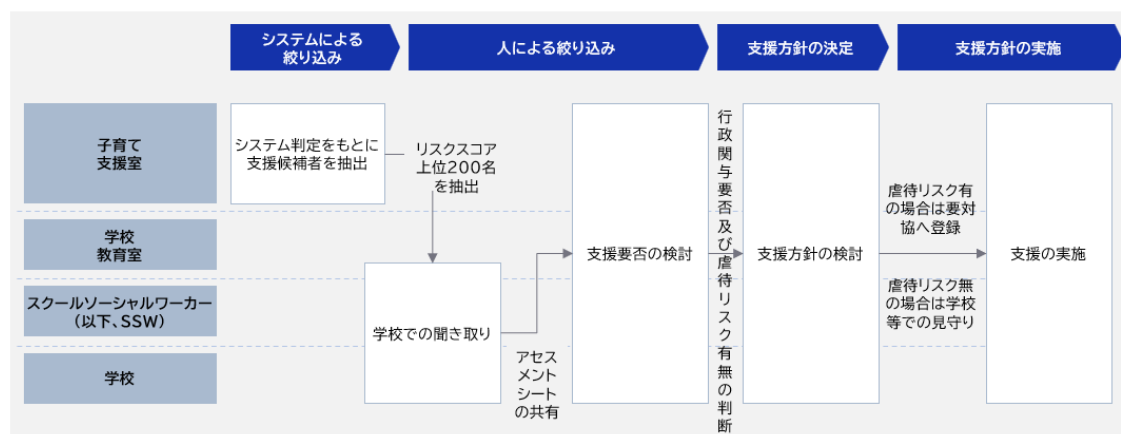 システムによる
絞り込み
人による絞り込み
支援方針の決定
支援方針の実施
子育て
支援室
システム判定をもとに
支援候補者を抽出
リスクスコア
上位200名
を抽出
学校
教育室
スクールソーシャルワーカー
(以下、SSW)
学校
学校での聞き取り
アセス
メント
シート
の共有
支援要否の検討
行政関与要否及び虐待リスク有無の判断
支援方針の検討
虐待リスク有
の場合は要対
協へ登録
虐待リスク無
の場合は学校
等での見守り
支援の実施